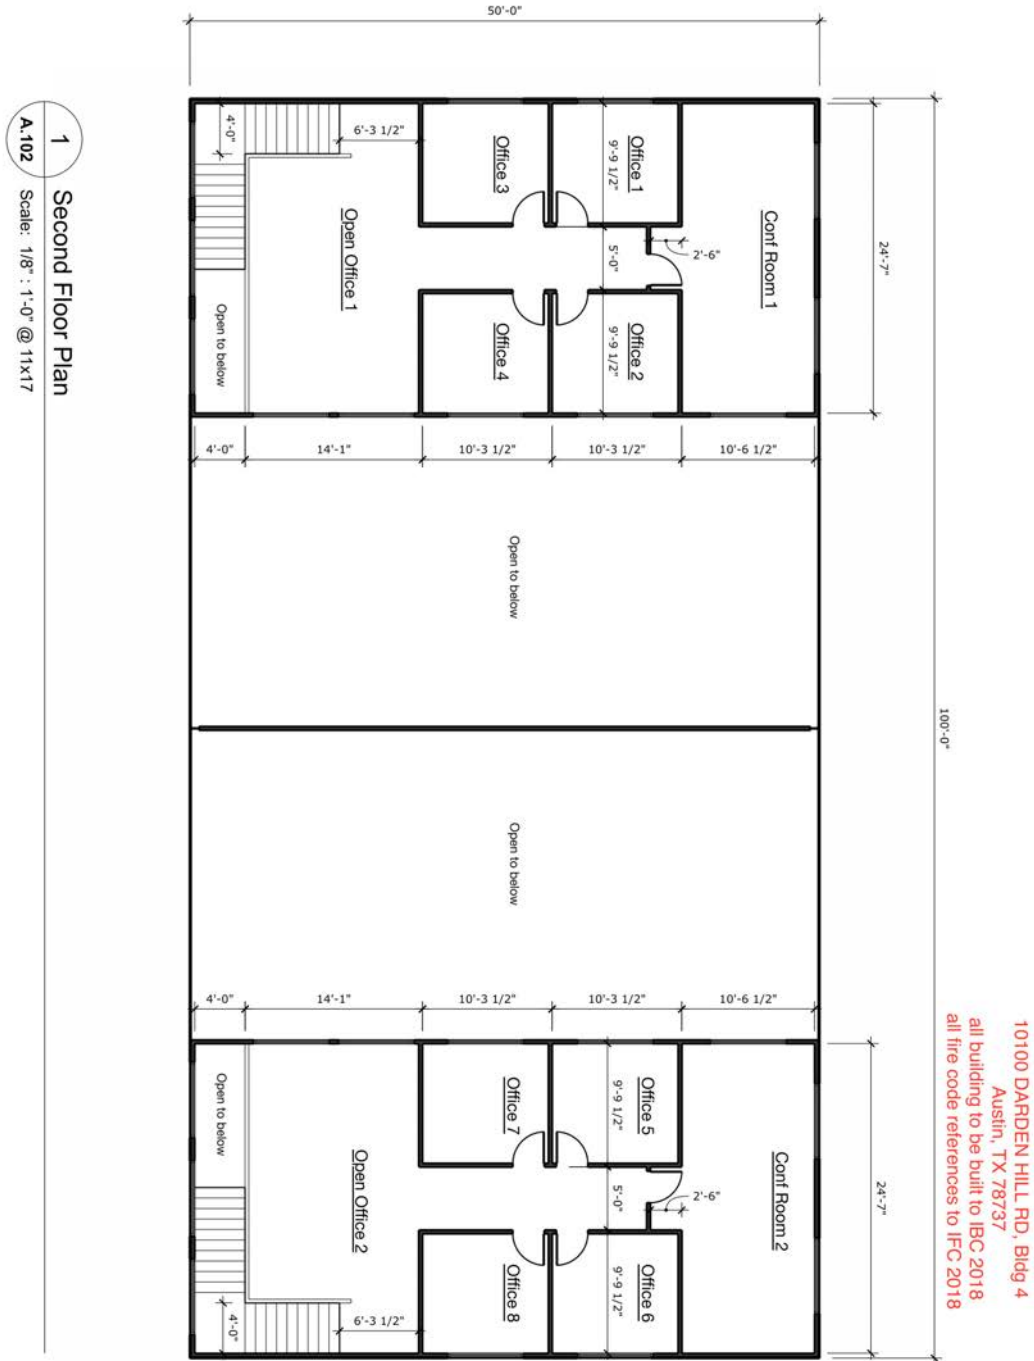 50'-0"
1
A.102
Second Floor Plan
Scale: 1/8" : 1'-0" @ 11x17
4'-0"
6'-3 1/2"
Office 3
Office 1
9'-9 1/2"
Conf Room 1
24'-7"
Open Office 1
5'-0"
2'-6"
Open to below
Office 4
Office 2
9'-9 1/2"
4'-0"
14'-1"
10'-3 1/2"
10'-3 1/2"
10'-6 1/2"
Open to below
100'-0"
Open to below
4'-0"
14'-1"
10'-3 1/2"
10'-3 1/2"
10'-6 1/2"
10100 DARDEN HILL RD, Bldg 4
Austin, TX 78737
all building to be built to IBC 2018
all fire code references to IFC 2018
Open to below
Office 7
Office 5
9'-9 1/2"
Conf Room 2
24'-7"
Open Office 2
5'-0"
2'-6"
Office 8
Office 6
9'-9 1/2"
4'-0"
6'-3 1/2"